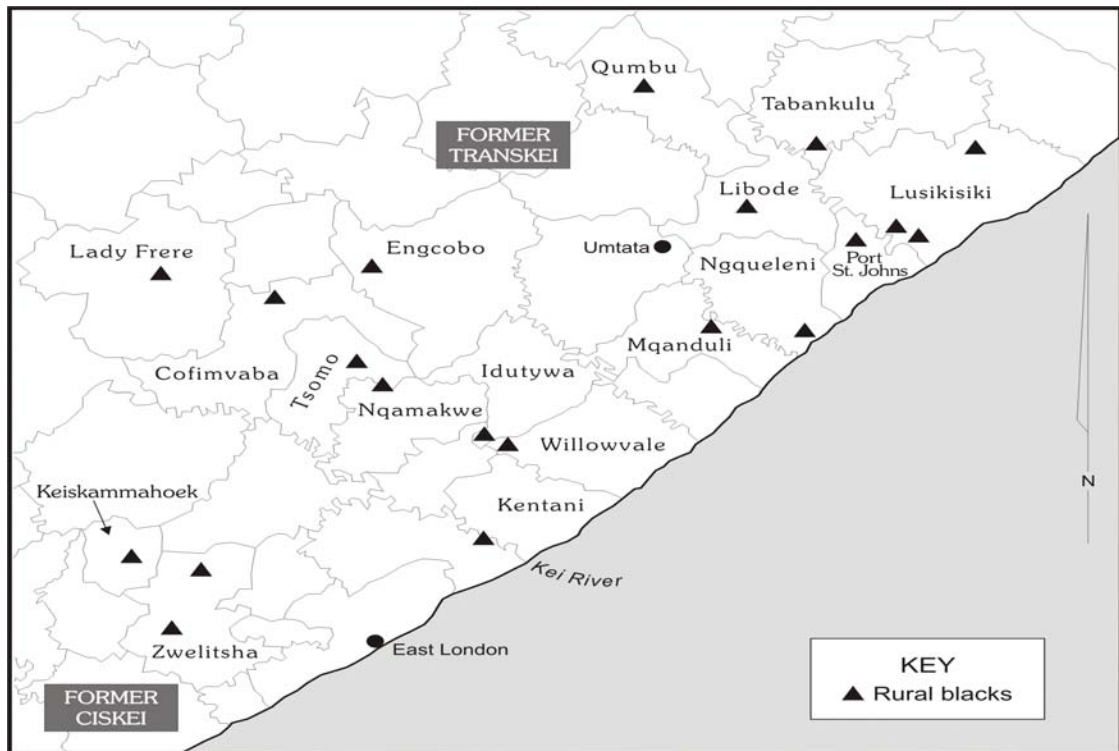 Qumbu
Tabankulu
FORMER
TRANSKEI
Libode
Lusikisiki
Lady Frere
Engcobo
Umtata
Ngqueleni
Port
St. Johns
Mqanduli
Cofimvaba
Tsomo
Idutywa
Nqamakwe
Willowvale
Keiskammahoek
Kentani
N
Kei River
Zwelitsha
East London
KEY
Rural blacks
FORMER
CISKEI